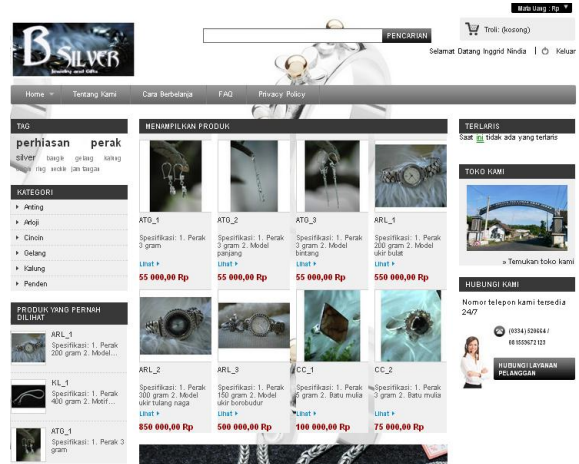 Mata Uang : Rp
B SILVER
Jewelry and Gifts
PENCARIAN
Troli: (kosong)
Selamat Datang Inggrid Nindia | Keluar
Home
Tentang Kami
Cara Berbelanja
FAQ
Privacy Policy
TAG
perhiasan perak
silver bangle gelang kalung
ring anckle jam tangan
KATEGORI
Anting
Arloji
Cincin
Gelang
Kalung
Penden
PRODUK YANG PERNAH
DILIHAT
ARL_1
Spesifikasi: 1. Perak
200 gram 2. Model...
KL_1
Spesifikasi: 1. Perak
400 gram 2. Motif...
ATG_1
Spesifikasi: 1. Perak 3
gram
MENAMPILKAN PRODUK
ATG_1
Spesifikasi: 1. Perak
3 gram
Lihat
55 000,00 Rp
ATG_2
Spesifikasi: 1. Perak
3 gram 2. Model
panjang
Lihat
55 000,00 Rp
ATG_3
Spesifikasi: 1. Perak
3 gram 2. Model
bintang
Lihat
55 000,00 Rp
ARL_1
Spesifikasi: 1. Perak
200 gram 2. Model
ukir bulat
Lihat
550 000,00 Rp
ARL_2
Spesifikasi: 1. Perak
300 gram 2. Model
ukir tulang naga
Lihat
850 000,00 Rp
ARL_3
Spesifikasi: 1. Perak
150 gram 2. Model
ukir borobudur
Lihat
500 000,00 Rp
CC_1
Spesifikasi: 1. Perak
5 gram 2. Batu mulia
Lihat
100 000,00 Rp
CC_2
Spesifikasi: 1. Perak
3 gram 2. Batu mulia
Lihat
75 000,00 Rp
TERLARIS
Saat ini tidak ada yang terlaris
TOKO KAMI
» Temukan toko kami
HUBUNGI KAMI
Nomor telepon kami tersedia
24/7
(0334) 520664 /
081553672123
HUBUNGI LAYANAN
PELANGGAN